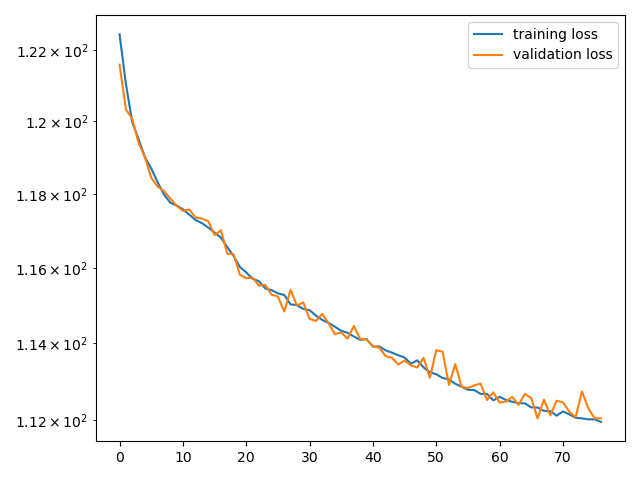 training loss
validation loss
1.22 × 10²
1.2 × 10²
1.18 × 10²
1.16 × 10²
1.14 × 10²
1.12 × 10²
0 10 20 30 40 50 60 70